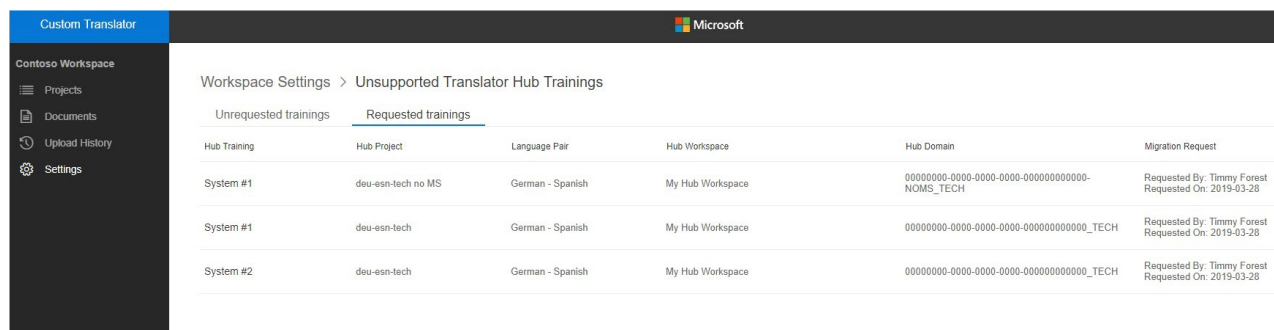 Custom Translator
Microsoft
Contoso Workspace
Projects
Documents
Upload History
Settings
Workspace Settings > Unsupported Translator Hub Trainings
Unrequested trainings Requested trainings
Hub Training Hub Project Language Pair Hub Workspace Hub Domain Migration Request
System #1 deu-esn-tech no MS German - Spanish My Hub Workspace 00000000-0000-0000-0000-000000000000-
NOMS_TECH
Requested By: Timmy Forest
Requested On: 2019-03-28
System #1 deu-esn-tech German - Spanish My Hub Workspace 00000000-0000-0000-0000-000000000000_TECH
Requested By: Timmy Forest
Requested On: 2019-03-28
System #2 deu-esn-tech German - Spanish My Hub Workspace 00000000-0000-0000-0000-000000000000_TECH
Requested By: Timmy Forest
Requested On: 2019-03-28